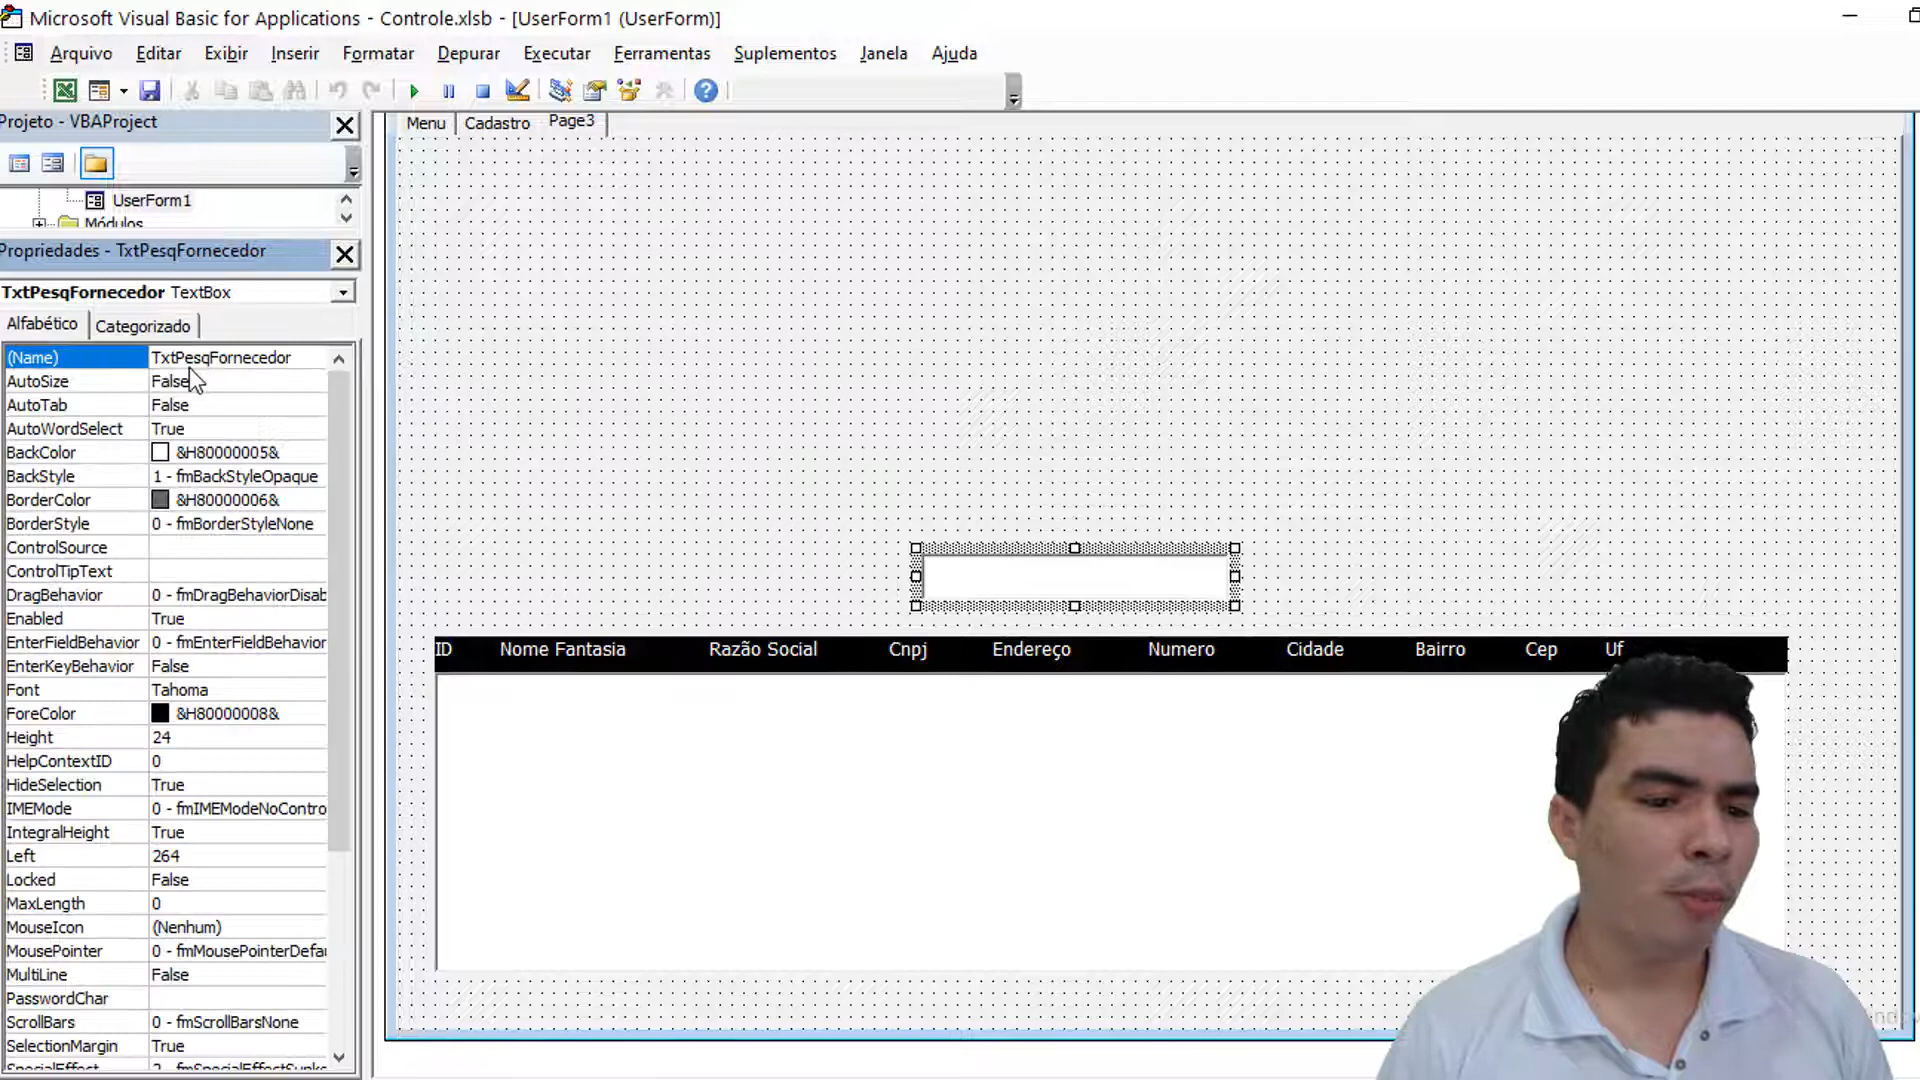 Microsoft Visual Basic for Applications - Controle.xlsb - [UserForm1 (UserForm)]
Arquivo Editar Exibir Inserir Formatar Depurar Executar Ferramentas Suplementos Janela Ajuda
Projeto - VBAProject
UserForm1
Módulos
Propriedades - TxtPesqFornecedor
TxtPesqFornecedor TextBox
Alfabético Categorizado
(Name) TxtPesqFornecedor
AutoSize False
AutoTab False
AutoWordSelect True
BackColor &H80000005&
BackStyle 1 - fmBackStyleOpaque
BorderColor &H80000006&
BorderStyle 0 - fmBorderStyleNone
ControlSource
ControlTipText
DragBehavior 0 - fmDragBehaviorDisab
Enabled True
EnterFieldBehavior 0 - fmEnterFieldBehavior
EnterKeyBehavior False
Font Tahoma
ForeColor &H80000008&
Height 24
HelpContextID 0
HideSelection True
IMEMode 0 - fmIMEModeNoContro
IntegralHeight True
Left 264
Locked False
MaxLength 0
MouseIcon (Nenhum)
MousePointer 0 - fmMousePointerDefau
MultiLine False
PasswordChar
ScrollBars 0 - fmScrollBarsNone
SelectionMargin True
Menu Cadastro Page3
ID Nome Fantasia Razão Social Cnpj Endereço Numero Cidade Bairro Cep Uf